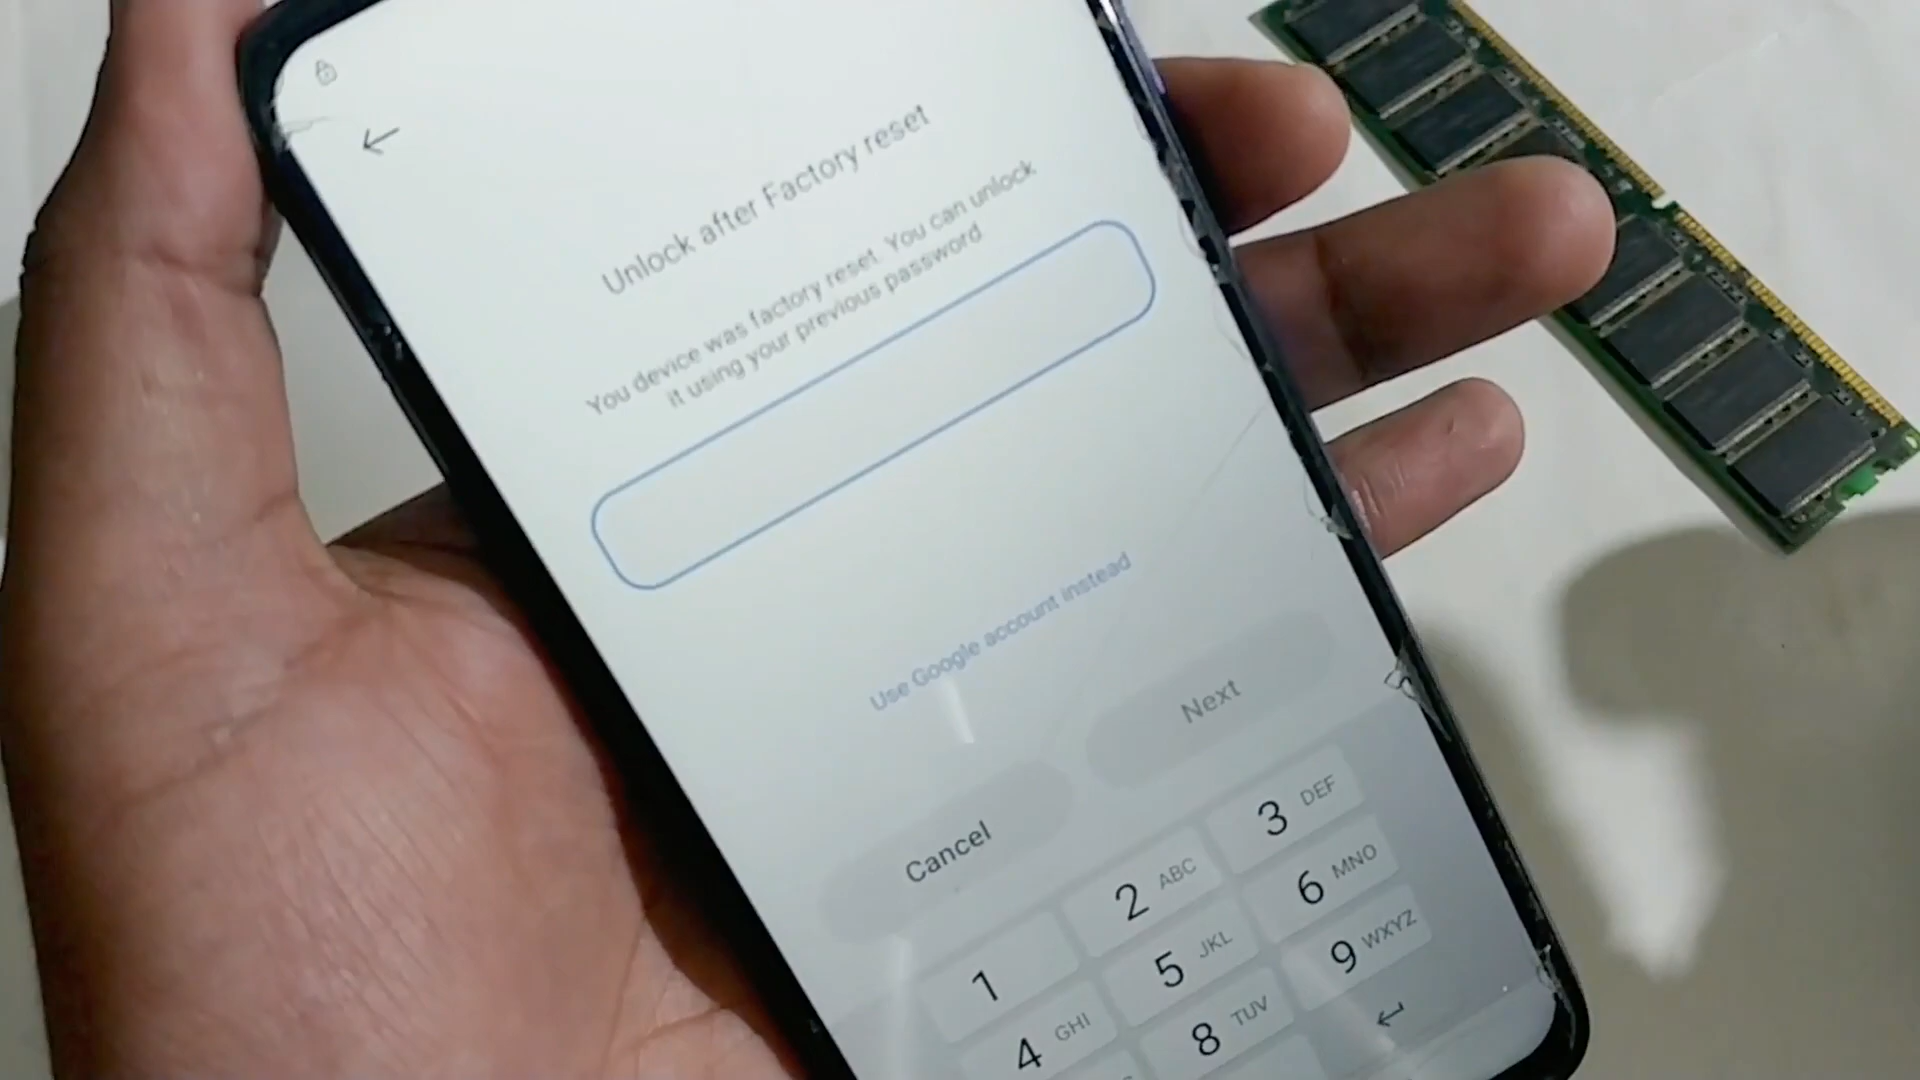 Unlock after Factory reset
You device was factory reset. You can unlock
it using your previous password
Use Google account instead
Cancel
Next
1
2 ABC
3 DEF
4 GHI
5 JKL
6 MNO
8 TUV
9 WXYZ